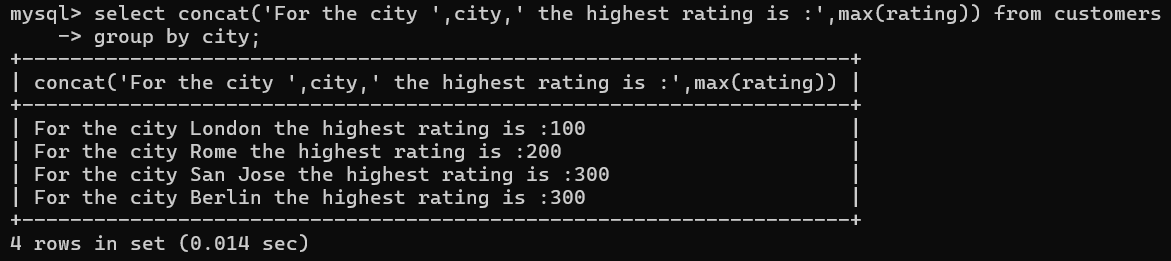 mysql> select concat('For the city ',city,' the highest rating is :',max(rating)) from customers
    -> group by city;
+---------------------------------------------------------------------+
| concat('For the city ',city,' the highest rating is :',max(rating)) |
+---------------------------------------------------------------------+
| For the city London the highest rating is :100                      |
| For the city Rome the highest rating is :200                        |
| For the city San Jose the highest rating is :300                    |
| For the city Berlin the highest rating is :300                      |
+---------------------------------------------------------------------+
4 rows in set (0.014 sec)